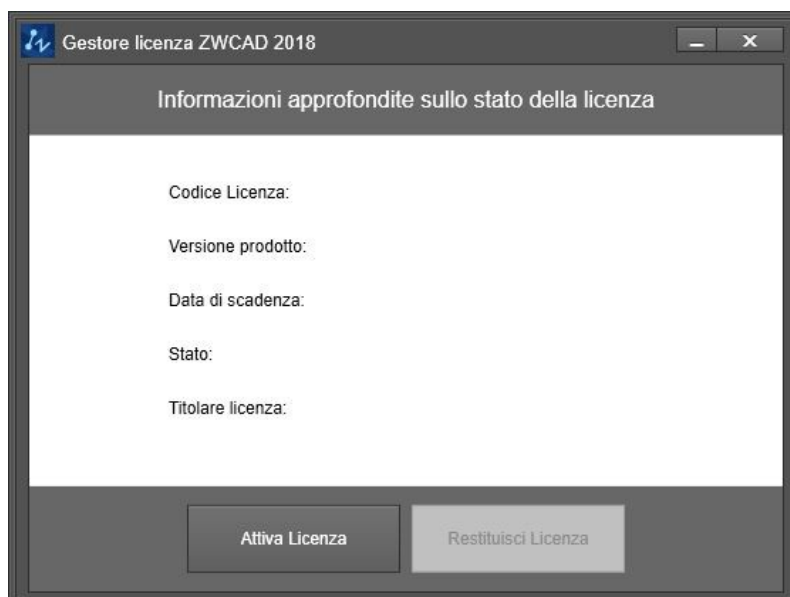 Gestore licenza ZWCAD 2018
Informazioni approfondite sullo stato della licenza
Codice Licenza:
Versione prodotto:
Data di scadenza:
Stato:
Titolare licenza:
Attiva Licenza
Restituisci Licenza